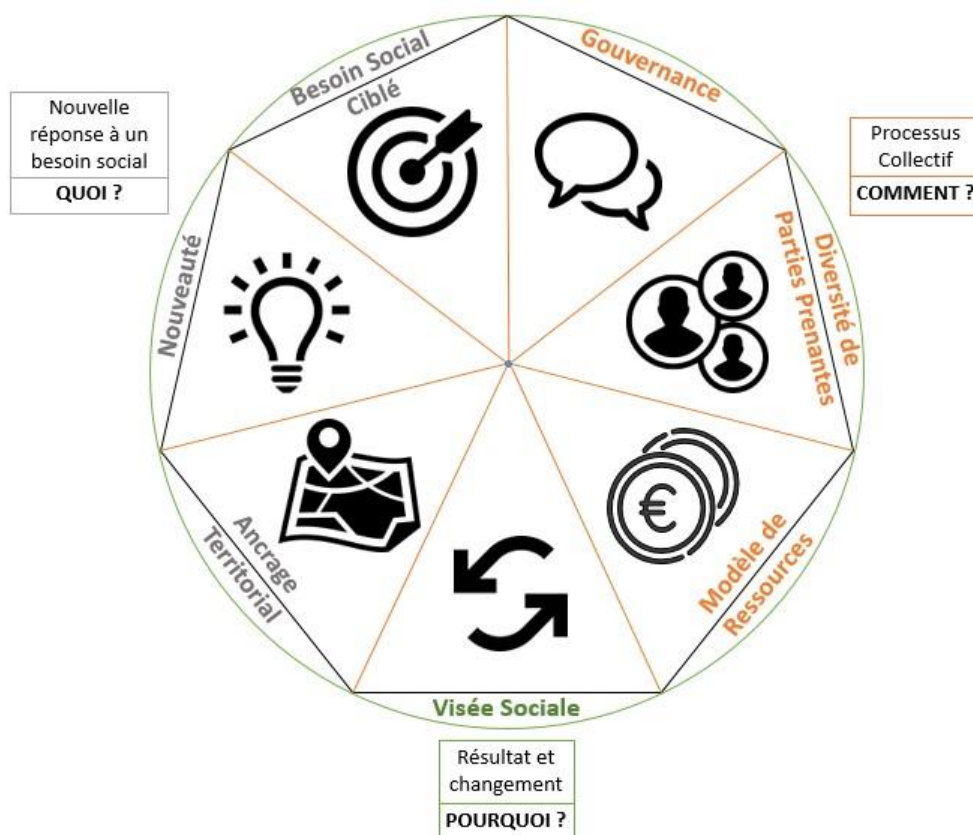 Besoin Social
Ciblé
Gouvernance
Nouvelle
réponse à un
besoin social
QUOI ?
Processus
Collectif
COMMENT ?
Nouveauté
Diversité de
Parties Prenantes
€
Ancrage
Territorial
Modèle de
Ressources
Visée Sociale
Résultat et
changement
POURQUOI ?